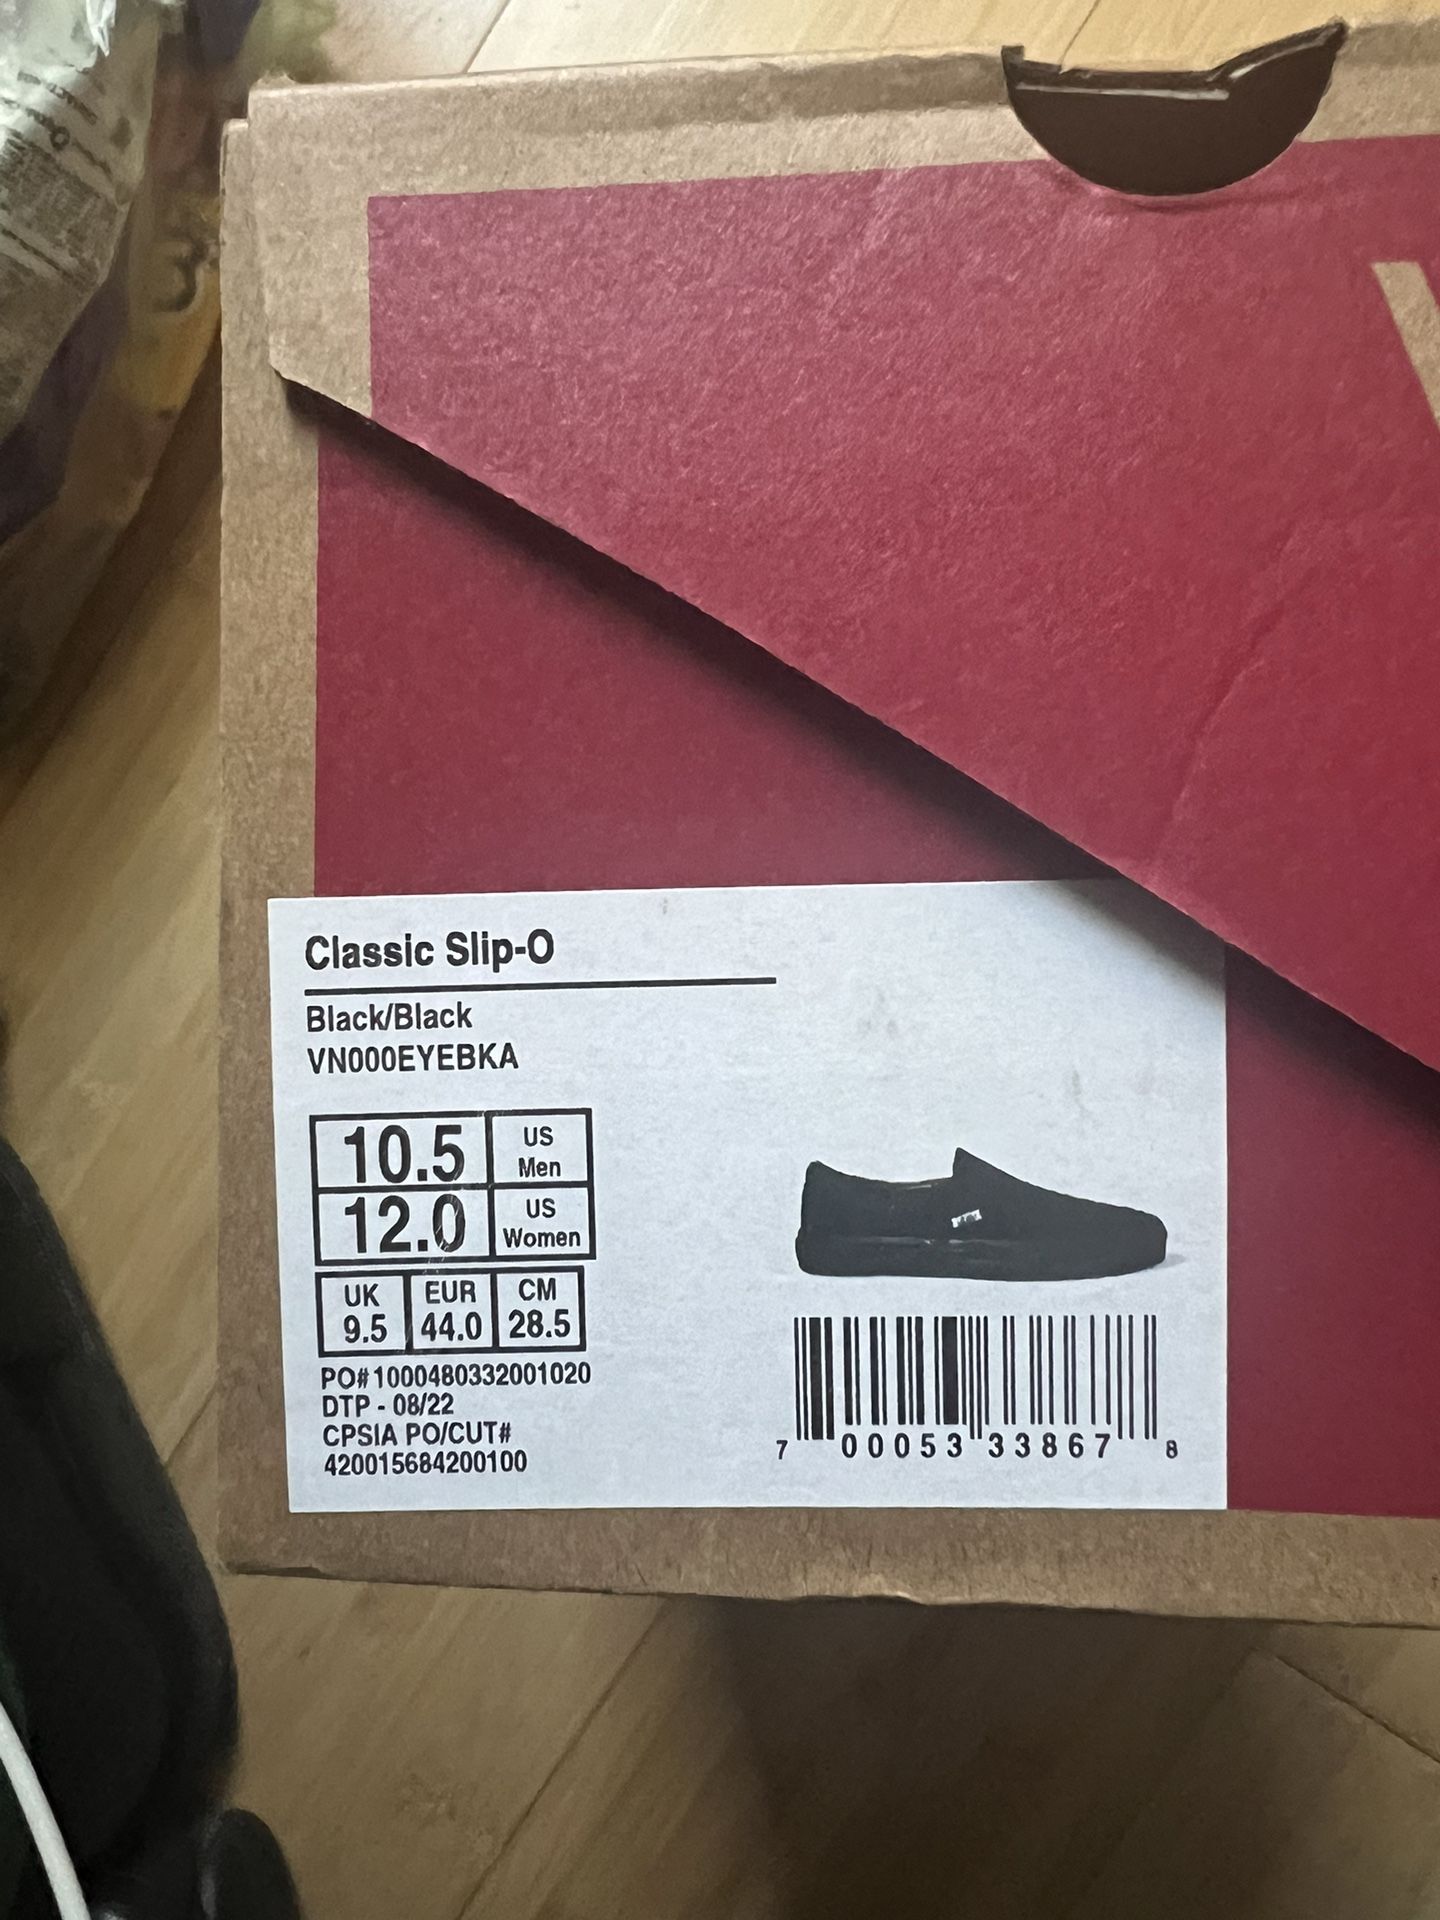 Classic Slip-O
Black/Black
VN000EYEBKA
10.5 US Men
12.0 US Women
UK EUR CM
9.5 44.0 28.5
PO# 1000480332001020
DTP - 08/22
CPSIA PO/CUT#
420015684200100
7 00053 33867 8